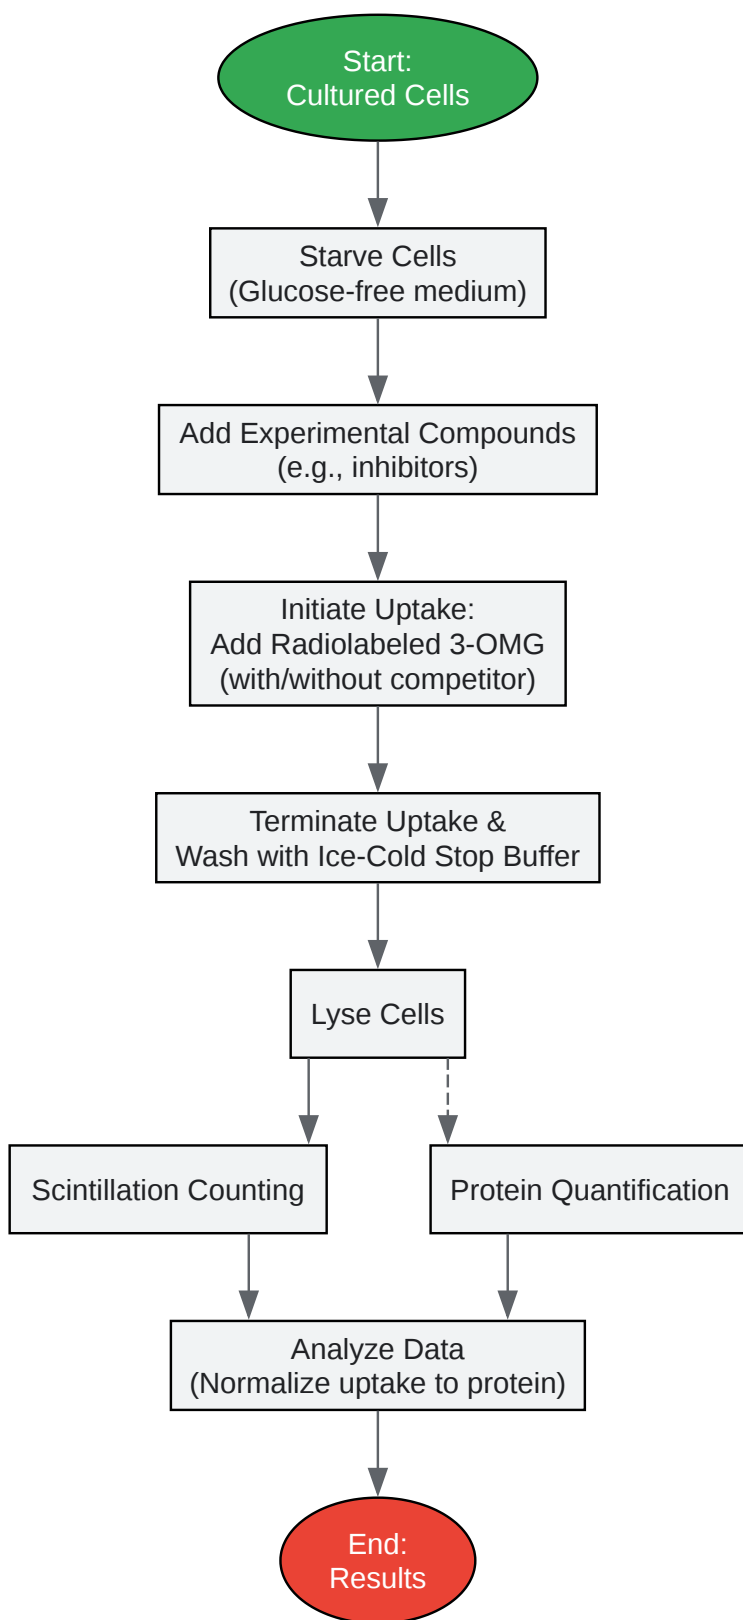 Start:
Cultured Cells
Starve Cells
(Glucose-free medium)
Add Experimental Compounds
(e.g., inhibitors)
Initiate Uptake:
Add Radiolabeled 3-OMG
(with/without competitor)
Terminate Uptake &
Wash with Ice-Cold Stop Buffer
Lyse Cells
Scintillation Counting
Protein Quantification
Analyze Data
(Normalize uptake to protein)
End:
Results